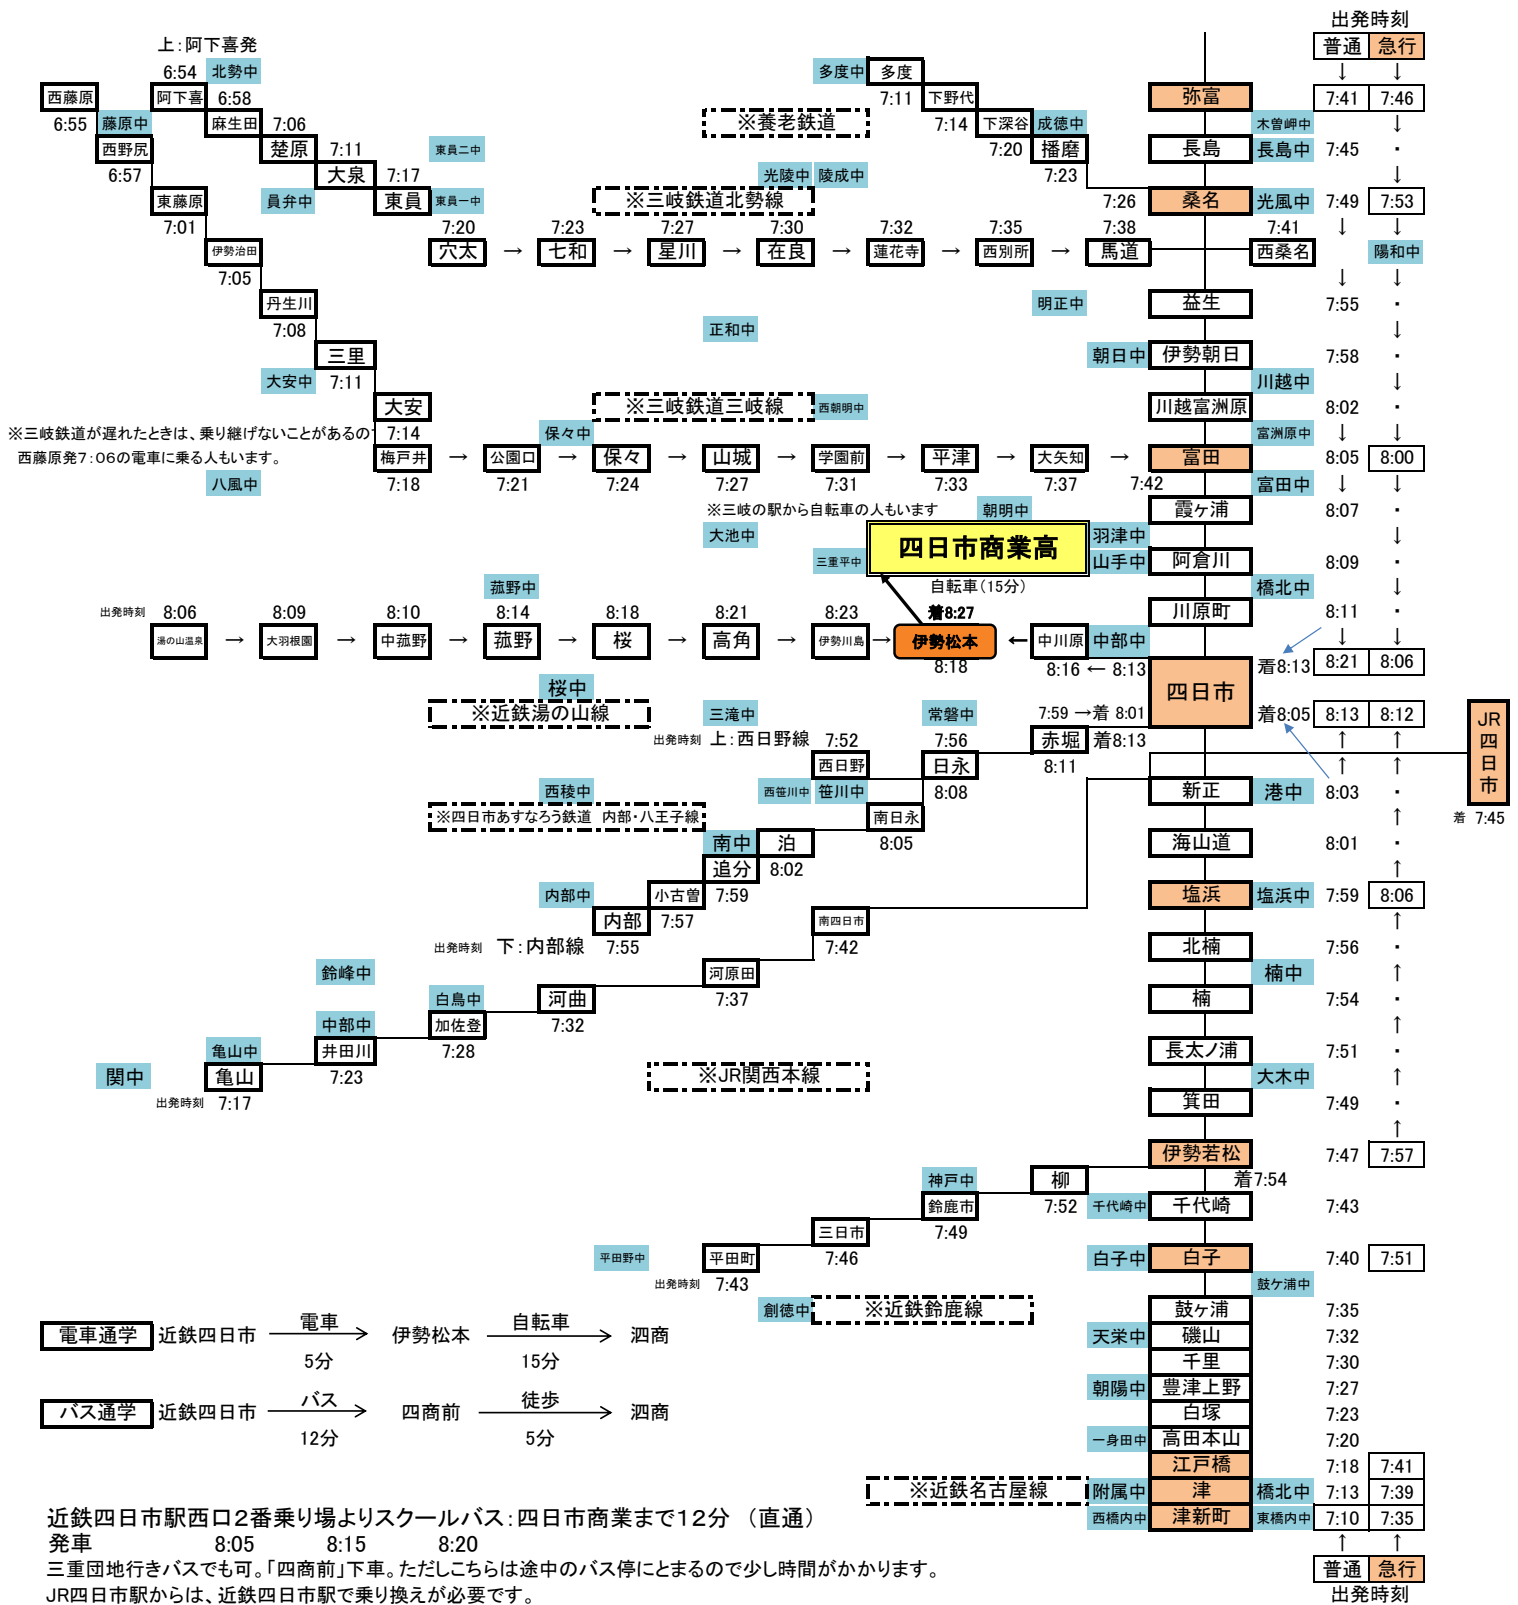 出発時刻
上：阿下喜発
普通 急行
6:54 北勢中 多度中 多度 ↓ ↓
西藤原 阿下喜 6:58 7:11 下野代 弥富 7:41 7:46
6:55 藤原中 麻生田 7:06 ※養老鉄道 7:14 下深谷 成徳中 木曽岬中 ↓
西野尻 楚原 7:11 東員二中 7:20 播磨 長島 長島中 7:45 ・
6:57 大泉 7:17 光陵中 陵成中 7:23 ↓
東藤原 員弁中 東員 東員一中 ※三岐鉄道北勢線 7:26 桑名 光風中 7:49 7:53
7:01 7:20 7:23 7:27 7:30 7:32 7:35 7:38 7:41 ↓ ↓
伊勢治田 穴太 → 七和 → 星川 → 在良 → 蓮花寺 → 西別所 → 馬道 西桑名 陽和中
7:05 ↓ ↓
丹生川 明正中 益生 7:55 ・
7:08 正和中 ↓
三里 朝日中 伊勢朝日 7:58 ・
大安中 7:11 川越中 ↓
大安 ※三岐鉄道三岐線 西朝明中 川越富洲原 8:02 ・
※三岐鉄道が遅れたときは、乗り継げないことがあるの 7:14 保々中 富洲原中 ↓ ↓
西藤原発７：０６の電車に乗る人もいます。 梅戸井 → 公園口 → 保々 → 山城 → 学園前 → 平津 → 大矢知 → 富田 8:05 8:00
八風中 7:18 7:21 7:24 7:27 7:31 7:33 7:37 7:42 富田中 ↓ ↓
※三岐の駅から自転車の人もいます 朝明中 霞ヶ浦 8:07 ・
大池中 四日市商業高 羽津中 ↓
三重平中 山手中 阿倉川 8:09 ・
菰野中 自転車（15分） 橋北中 ↓
出発時刻 8:06 8:09 8:10 8:14 8:18 8:21 8:23 着8:27 川原町 8:11 ・
湯の山温泉 → 大羽根園 → 中菰野 → 菰野 → 桜 → 高角 → 伊勢川島 → 伊勢松本 ← 中川原 中部中 ↓ ↓
8:18 8:16 ← 8:13 四日市 着8:13 8:21 8:06
桜中
※近鉄湯の山線 三滝中 常磐中 7:59 →着 8:01 着8:05 8:13 8:12 JR四日市
出発時刻 上：西日野線 7:52 7:56 赤堀 着8:13 ↑ ↑
西日野 日永 8:11 ↑ ↑
西稜中 西笹川中 笹川中 8:08 新正 港中 8:03 ・
※四日市あすなろう鉄道 内部・八王子線 南日永 ↑ 着 7:45
南中 泊 8:05 海山道 8:01 ・
追分 8:02 ↑
内部中 小古曽 7:59 塩浜 塩浜中 7:59 8:06
内部 7:57 南四日市 ↑
出発時刻 下：内部線 7:55 7:42 北楠 7:56 ・
鈴峰中 河原田 楠中 ↑
白鳥中 河曲 7:37 楠 7:54 ・
中部中 加佐登 7:32 ↑
亀山中 井田川 7:28 長太ノ浦 7:51 ・
関中 亀山 7:23 ※JR関西本線 大木中 ↑
出発時刻 7:17 箕田 7:49 ・
↑
伊勢若松 7:47 7:57
神戸中 柳 着7:54
鈴鹿市 7:52 千代崎中 千代崎 7:43
三日市 7:49
平田野中 平田町 7:46 白子中 白子 7:40 7:51
出発時刻 7:43 鼓ケ浦中
創徳中 ※近鉄鈴鹿線 鼓ヶ浦 7:35
電車通学 近鉄四日市 電車 伊勢松本 自転車 泗商 天栄中 磯山 7:32
5分 15分 千里 7:30
朝陽中 豊津上野 7:27
バス通学 近鉄四日市 バス 四商前 徒歩 泗商 白塚 7:23
12分 5分 一身田中 高田本山 7:20
江戸橋 7:18 7:41
※近鉄名古屋線 附属中 津 橋北中 7:13 7:39
近鉄四日市駅西口２番乗り場よりスクールバス：四日市商業まで１２分 （直通） 西橋内中 津新町 東橋内中 7:10 7:35
発車 8:05 8:15 8:20 ↑ ↑
三重団地行きバスでも可。「四商前」下車。ただしこちらは途中のバス停にとまるので少し時間がかかります。 普通 急行
JR四日市駅からは、近鉄四日市駅で乗り換えが必要です。 出発時刻